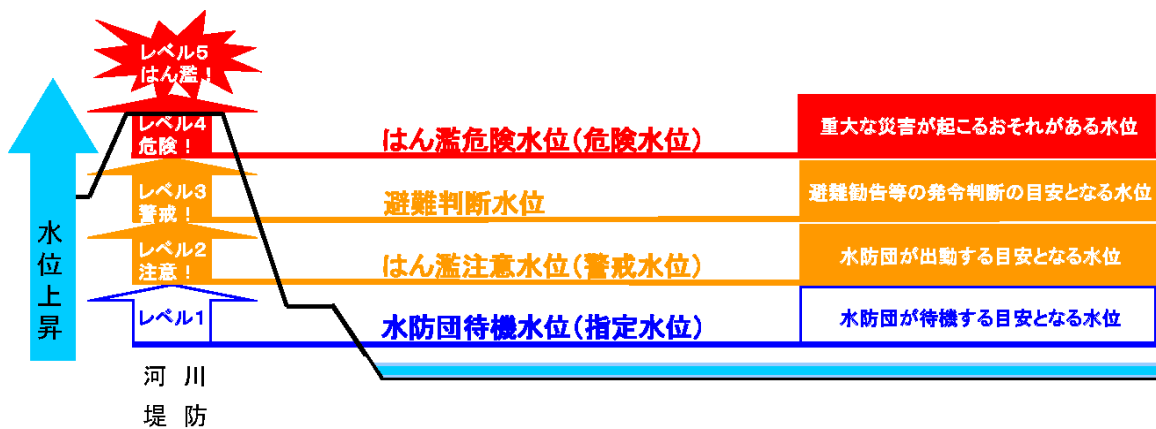 レベル5
はん濫!
レベル4
危険!
はん濫危険水位(危険水位)
重大な災害が起こるおそれがある水位
レベル3
警戒!
避難判断水位
避難勧告等の発令判断の目安となる水位
レベル2
注意!
はん濫注意水位(警戒水位)
水防団が出動する目安となる水位
レベル1
水防団待機水位(指定水位)
水防団が待機する目安となる水位
水位上昇
河川
堤防